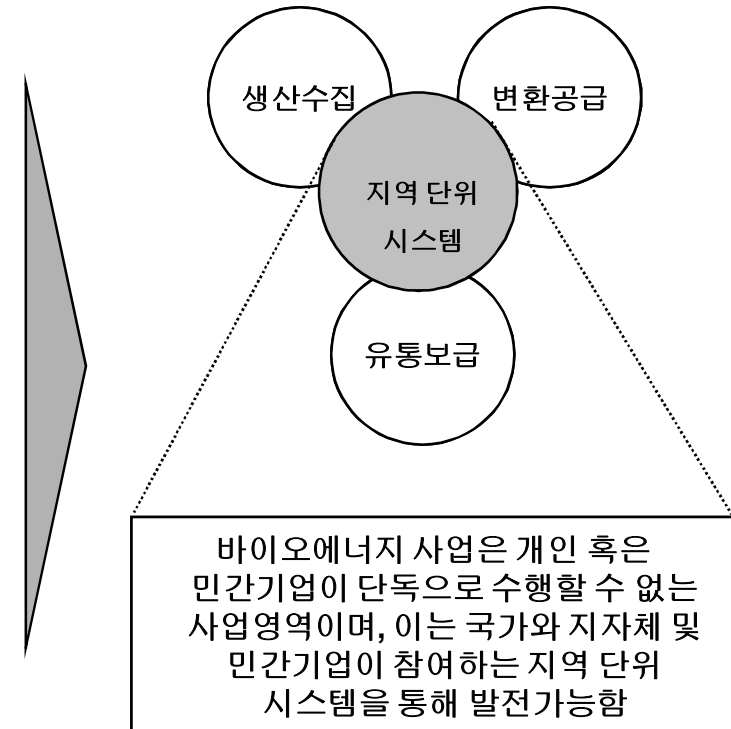 생산수집
변환공급
지역 단위
시스템
유통보급
바이오에너지 사업은 개인 혹은
민간기업이 단독으로 수행할 수 없는
사업영역이며, 이는 국가와 지자체 및
민간기업이 참여하는 지역 단위
시스템을 통해 발전가능함